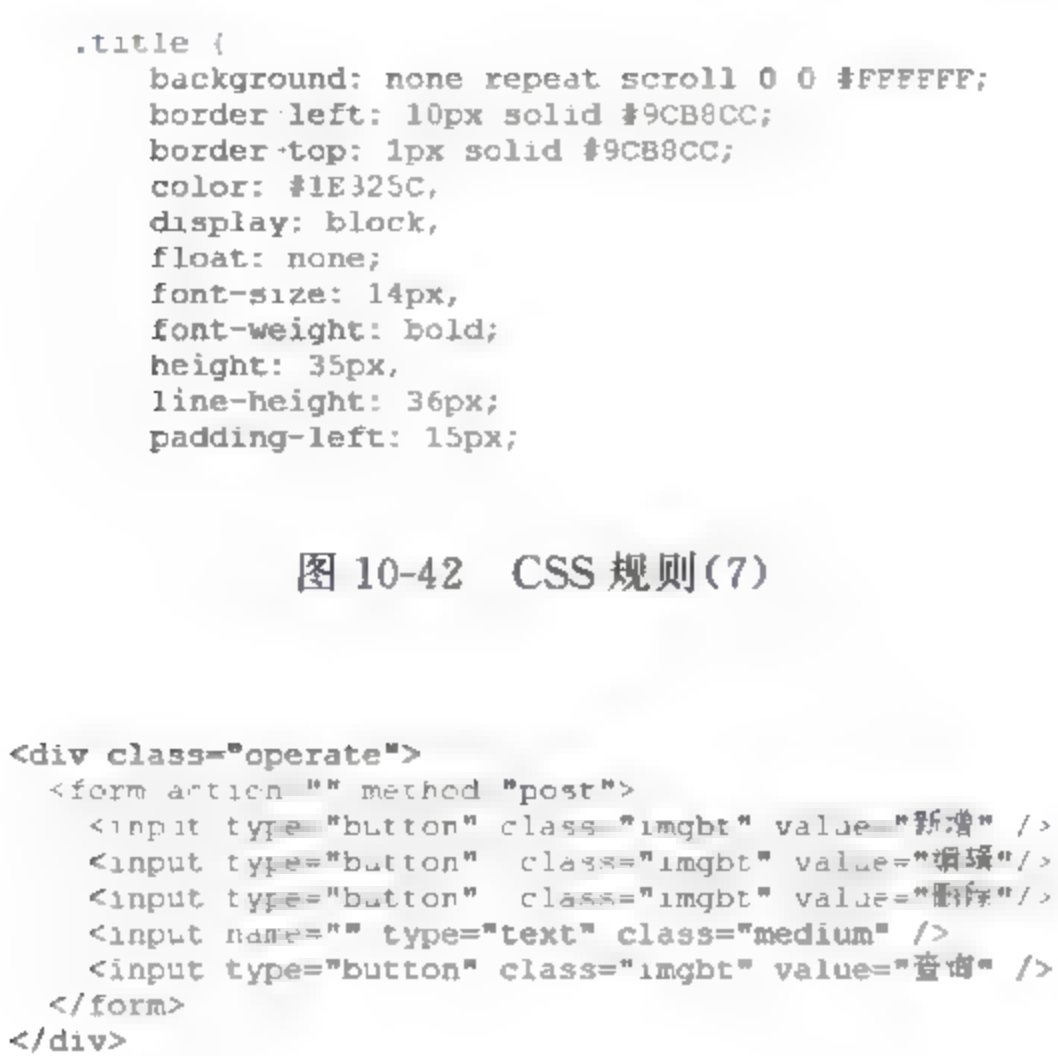 .title {
background: none repeat scroll 0 0 #FFFFFF;
border-left: 10px solid #9CB8CC;
border-top: 1px solid #9CB8CC;
color: #1E325C,
display: block,
float: none;
font-size: 14px,
font-weight: bold;
height: 35px,
line-height: 36px;
padding-left: 15px;
图 10-42 CSS 规则(7)
<div class="operate">
<form action="" method="post">
<input type="button" class="imgbt" value="新增" />
<input type="button" class="imgbt" value="编辑"/>
<input type="button" class="imgbt" value="删除"/>
<input name="" type="text" class="medium" />
<input type="button" class="imgbt" value="查询" />
</form>
</div>